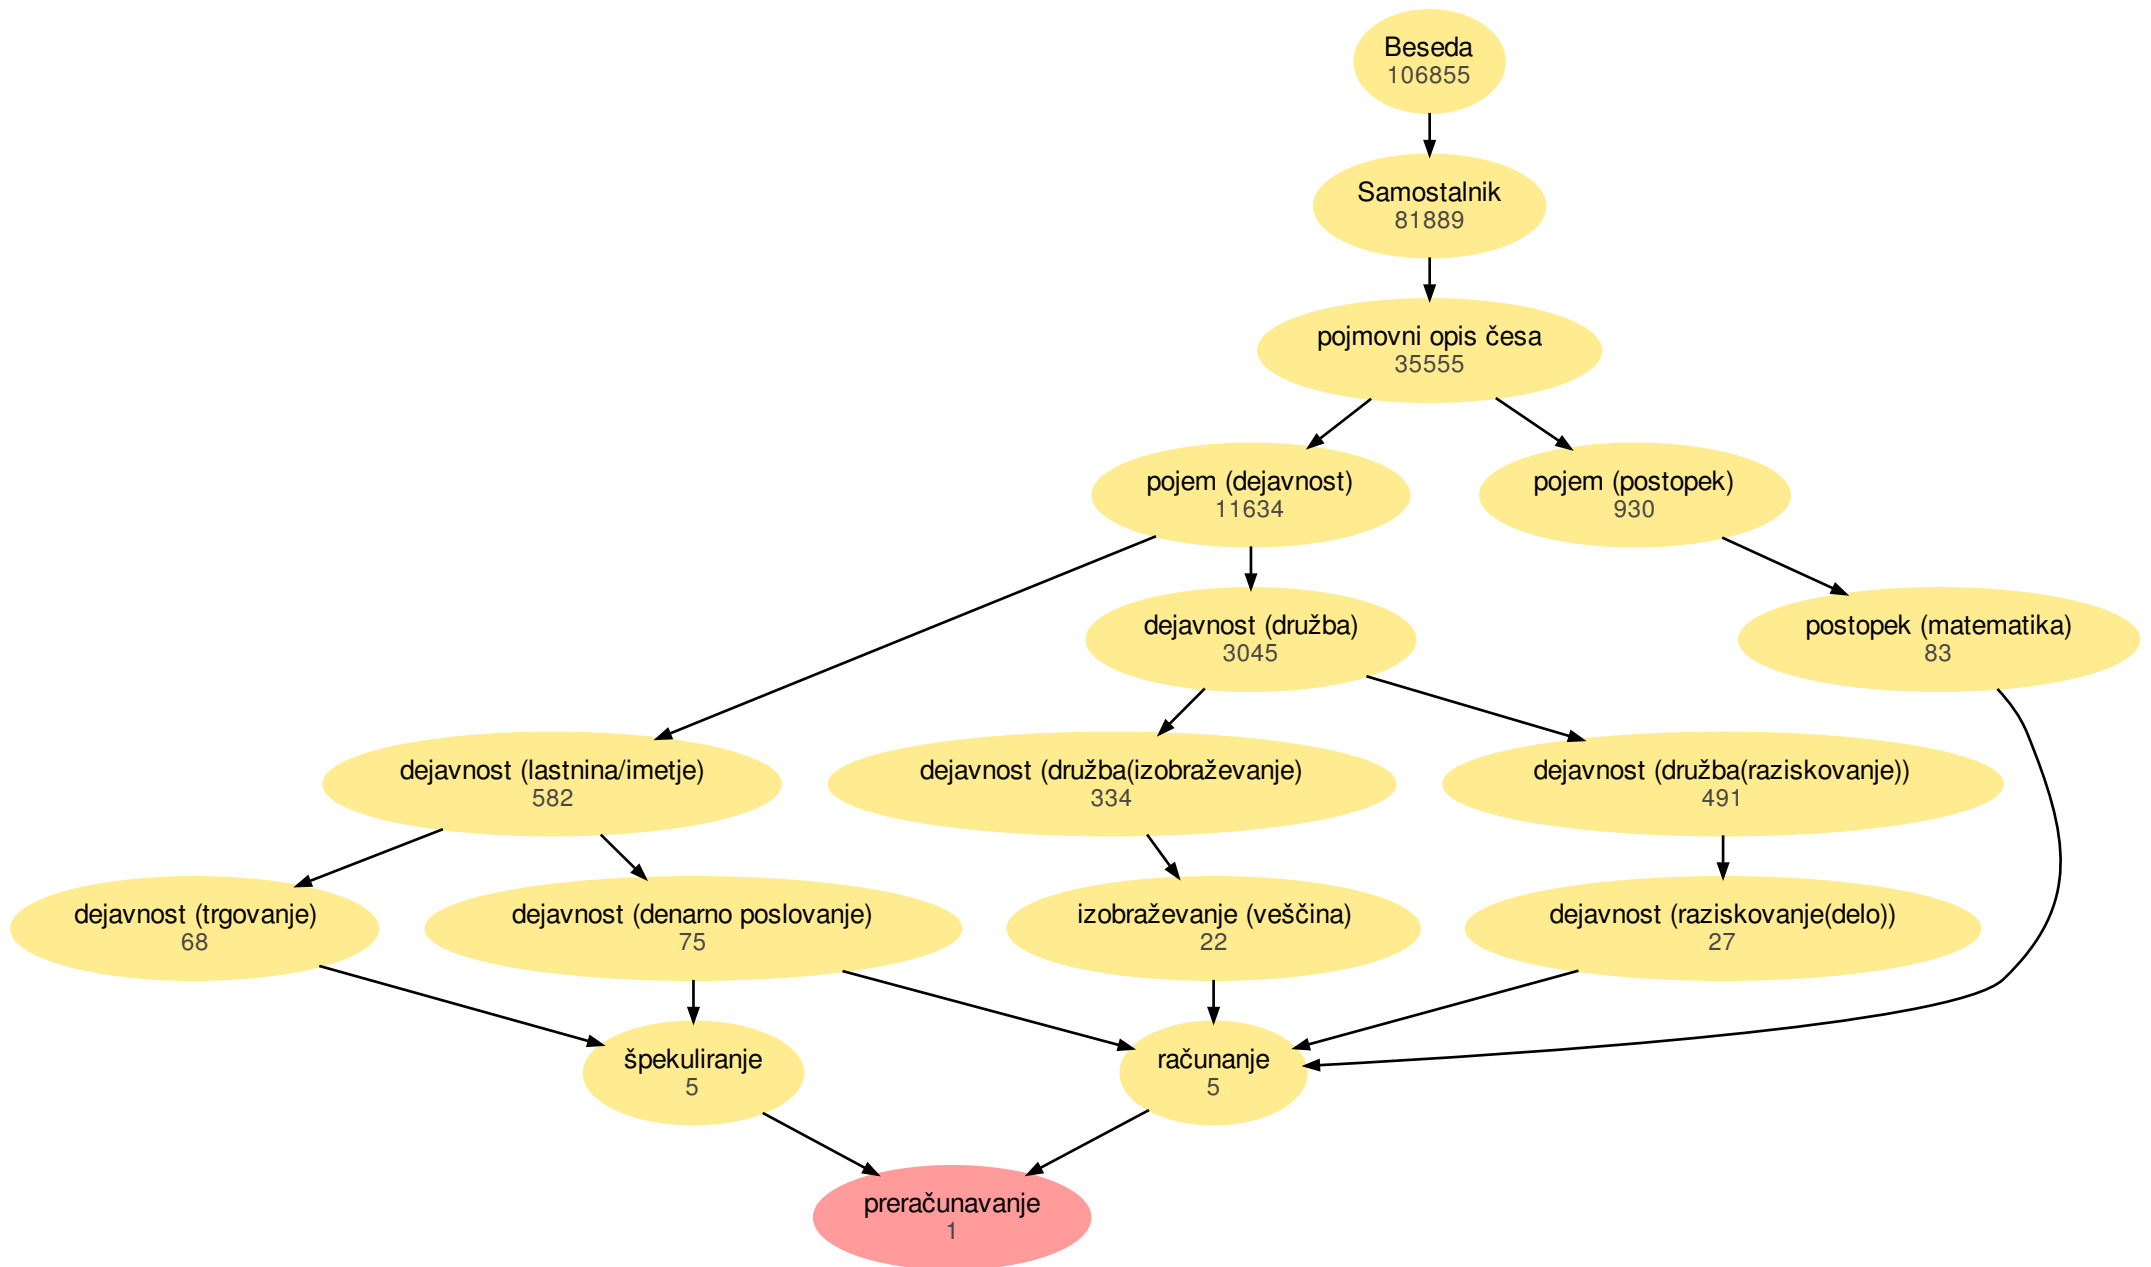 Beseda
106855
Samostalnik
81889
pojmovni opis česa
35555
pojem (dejavnost)
11634
pojem (postopek)
930
dejavnost (družba)
3045
postopek (matematika)
83
dejavnost (lastnina/imetje)
582
dejavnost (družba(izobraževanje)
334
dejavnost (družba(raziskovanje))
491
dejavnost (trgovanje)
68
dejavnost (denarno poslovanje)
75
izobraževanje (veščina)
22
dejavnost (raziskovanje(delo))
27
špekuliranje
5
računanje
5
preračunavanje
1